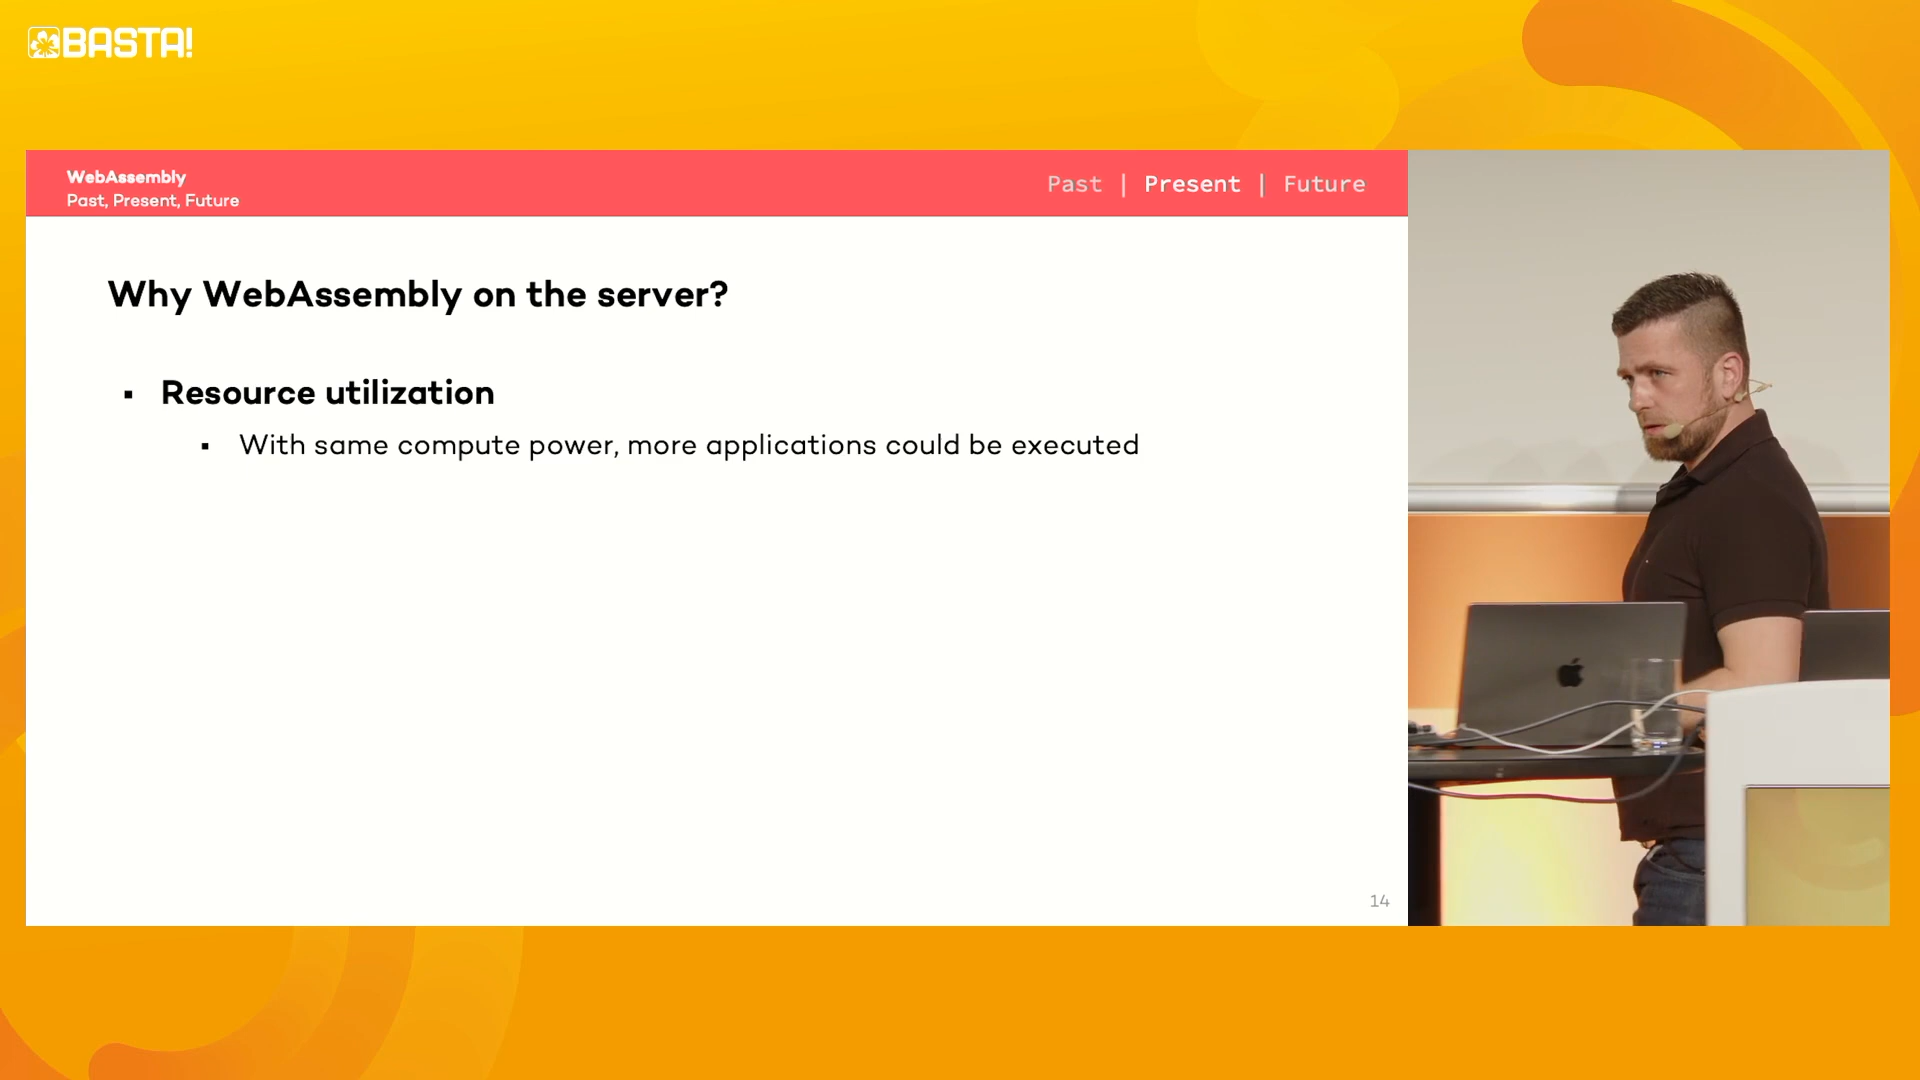 BASTA!
WebAssembly
Past, Present, Future
Past | Present | Future
Why WebAssembly on the server?
▪ Resource utilization
▪ With same compute power, more applications could be executed
14